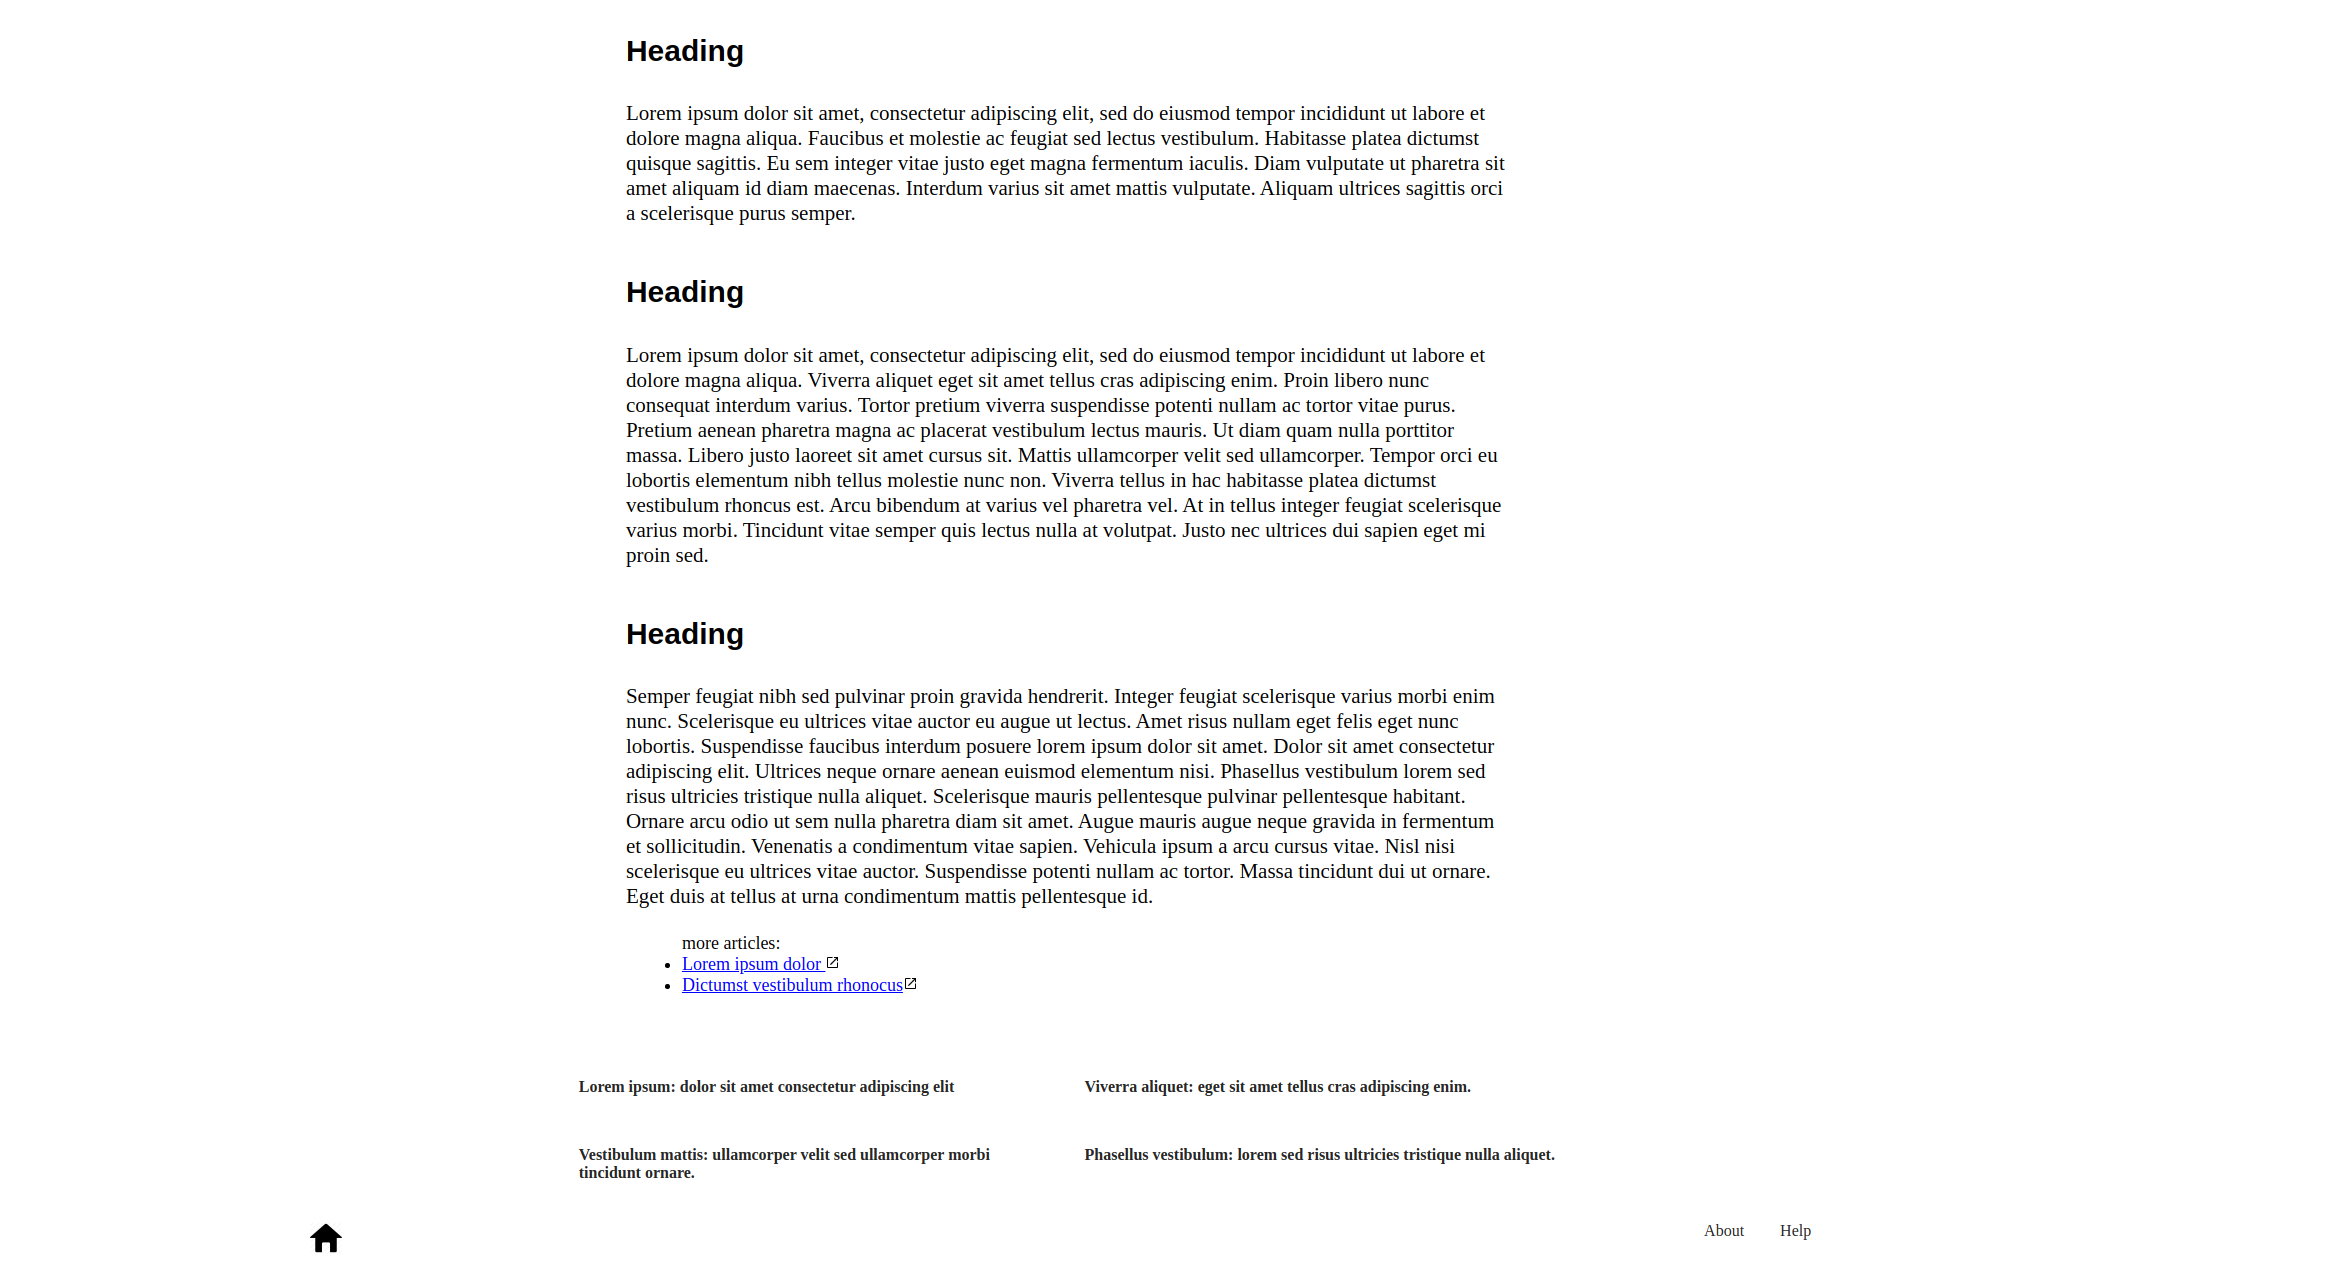 Heading
Lorem ipsum dolor sit amet, consectetur adipiscing elit, sed do eiusmod tempor incididunt ut labore et
dolore magna aliqua. Faucibus et molestie ac feugiat sed lectus vestibulum. Habitasse platea dictumst
quisque sagittis. Eu sem integer vitae justo eget magna fermentum iaculis. Diam vulputate ut pharetra sit
amet aliquam id diam maecenas. Interdum varius sit amet mattis vulputate. Aliquam ultrices sagittis orci
a scelerisque purus semper.
Heading
Lorem ipsum dolor sit amet, consectetur adipiscing elit, sed do eiusmod tempor incididunt ut labore et
dolore magna aliqua. Viverra aliquet eget sit amet tellus cras adipiscing enim. Proin libero nunc
consequat interdum varius. Tortor pretium viverra suspendisse potenti nullam ac tortor vitae purus.
Pretium aenean pharetra magna ac placerat vestibulum lectus mauris. Ut diam quam nulla porttitor
massa. Libero justo laoreet sit amet cursus sit. Mattis ullamcorper velit sed ullamcorper. Tempor orci eu
lobortis elementum nibh tellus molestie nunc non. Viverra tellus in hac habitasse platea dictumst
vestibulum rhoncus est. Arcu bibendum at varius vel pharetra vel. At in tellus integer feugiat scelerisque
varius morbi. Tincidunt vitae semper quis lectus nulla at volutpat. Justo nec ultrices dui sapien eget mi
proin sed.
Heading
Semper feugiat nibh sed pulvinar proin gravida hendrerit. Integer feugiat scelerisque varius morbi enim
nunc. Scelerisque eu ultrices vitae auctor eu augue ut lectus. Amet risus nullam eget felis eget nunc
lobortis. Suspendisse faucibus interdum posuere lorem ipsum dolor sit amet. Dolor sit amet consectetur
adipiscing elit. Ultrices neque ornare aenean euismod elementum nisi. Phasellus vestibulum lorem sed
risus ultricies tristique nulla aliquet. Scelerisque mauris pellentesque pulvinar pellentesque habitant.
Ornare arcu odio ut sem nulla pharetra diam sit amet. Augue mauris augue neque gravida in fermentum
et sollicitudin. Venenatis a condimentum vitae sapien. Vehicula ipsum a arcu cursus vitae. Nisl nisi
scelerisque eu ultrices vitae auctor. Suspendisse potenti nullam ac tortor. Massa tincidunt dui ut ornare.
Eget duis at tellus at urna condimentum mattis pellentesque id.
more articles:
Lorem ipsum dolor
Dictumst vestibulum rhonocus
Lorem ipsum: dolor sit amet consectetur adipiscing elit
Viverra aliquet: eget sit amet tellus cras adipiscing enim.
Vestibulum mattis: ullamcorper velit sed ullamcorper morbi
tincidunt ornare.
Phasellus vestibulum: lorem sed risus ultricies tristique nulla aliquet.
About
Help